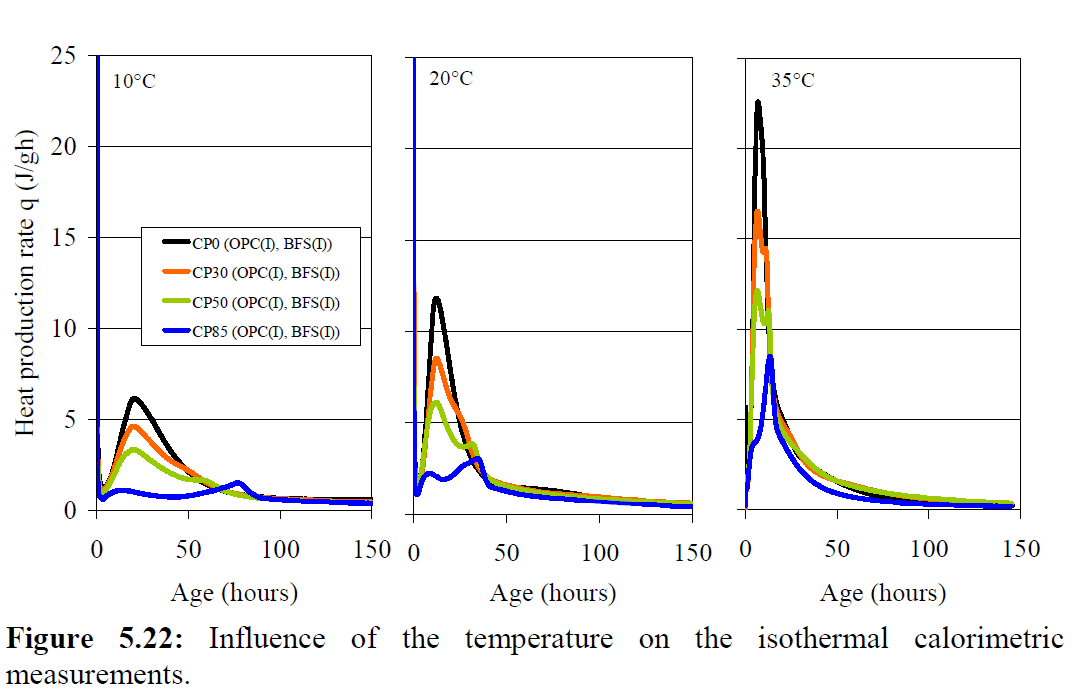 25
20
15
10
5
0
Heat production rate q (J/gh)
10°C
20°C
35°C
CP0 (OPC(I), BFS(I))
CP30 (OPC(I), BFS(I))
CP50 (OPC(I), BFS(I))
CP85 (OPC(I), BFS(I))
0 50 100 150
0 50 100 150
0 50 100 150
Age (hours)
Age (hours)
Age (hours)
Figure 5.22: Influence of the temperature on the isothermal calorimetric
measurements.